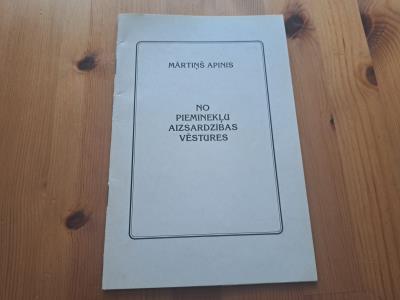 MĀRTIŅŠ APINIS
NO
PIEMINEKĻU
AIZSARDZĪBAS
VĒSTURES